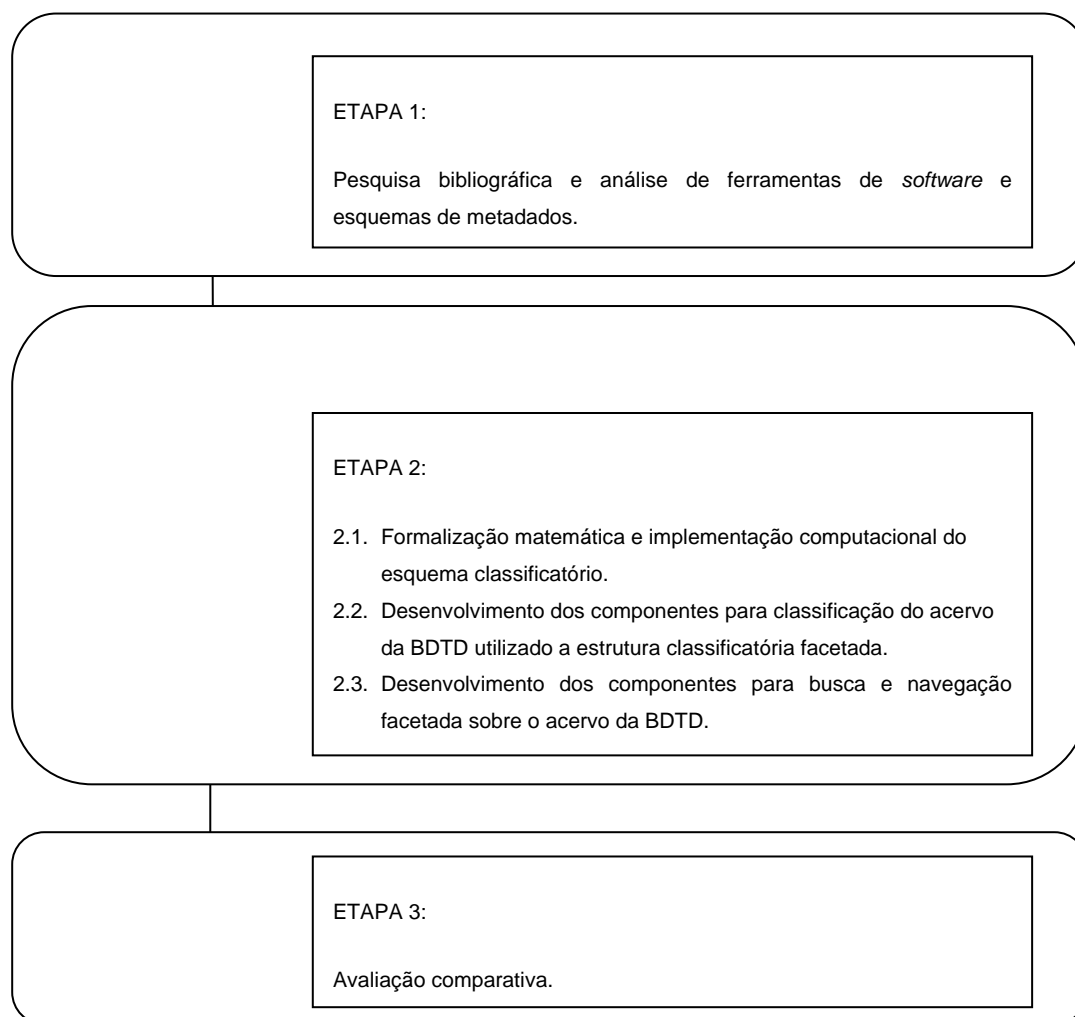 ETAPA 1:
Pesquisa bibliográfica e análise de ferramentas de software e
esquemas de metadados.
ETAPA 2:
2.1. Formalização matemática e implementação computacional do
esquema classificatório.
2.2. Desenvolvimento dos componentes para classificação do acervo
da BDTD utilizado a estrutura classificatória facetada.
2.3. Desenvolvimento dos componentes para busca e navegação
facetada sobre o acervo da BDTD.
ETAPA 3:
Avaliação comparativa.